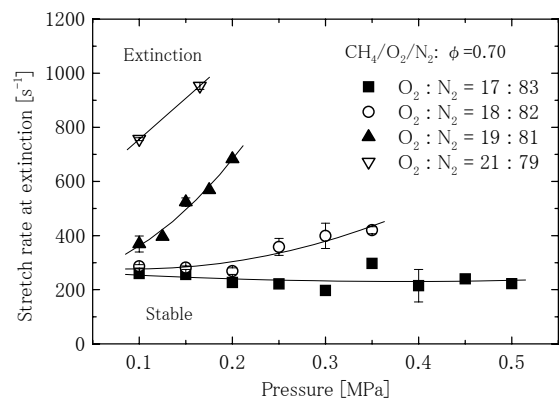 1200
1000
800
600
400
200
0
Stretch rate at extinction [s⁻¹]
Extinction
Stable
CH₄/O₂/N₂: ϕ=0.70
O₂ : N₂ = 17 : 83
O₂ : N₂ = 18 : 82
O₂ : N₂ = 19 : 81
O₂ : N₂ = 21 : 79
0.1 0.2 0.3 0.4 0.5
Pressure [MPa]